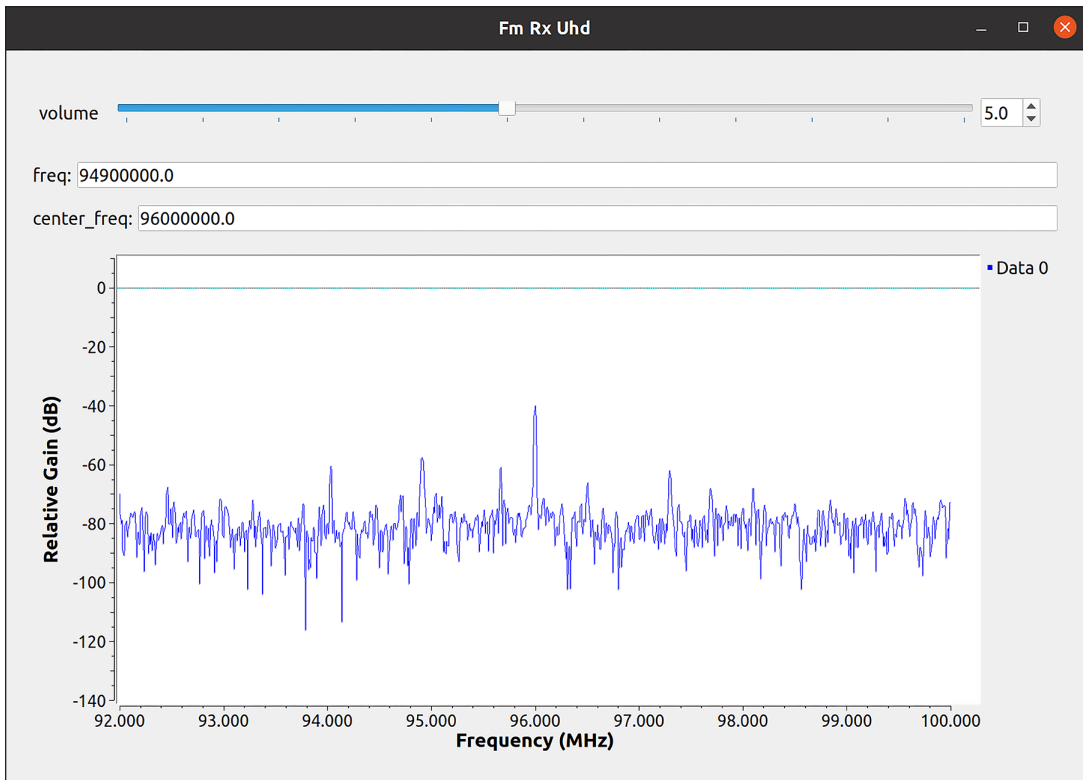 Fm Rx Uhd
volume 5.0
freq: 94900000.0
center_freq: 96000000.0
Data 0
Relative Gain (dB)
0
-20
-40
-60
-80
-100
-120
-140
92.000 93.000 94.000 95.000 96.000 97.000 98.000 99.000 100.000
Frequency (MHz)